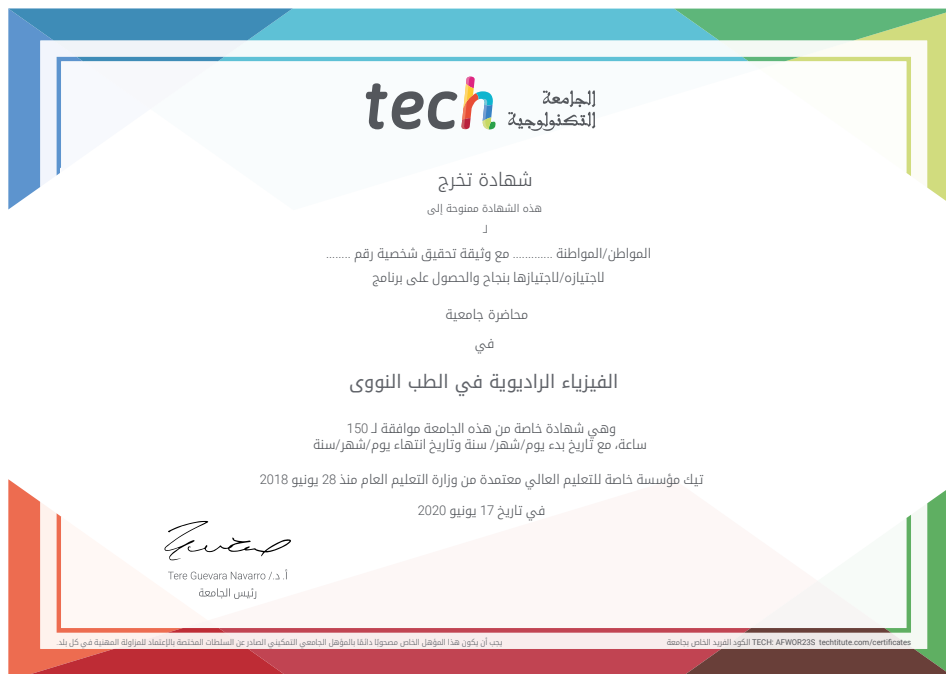 tech الجامعة
التكنولوجية
شهادة تخرج
هذه الشهادة ممنوحة إلى
لـ
المواطن/المواطنة ............ مع وثيقة تحقيق شخصية رقم ........
لاجتيازه/لاجتيازها بنجاح والحصول على برنامج
محاضرة جامعية
في
الفيزياء الراديوية في الطب النووى
وهي شهادة خاصة من هذه الجامعة موافقة لـ 150
ساعة، مع تاريخ بدء يوم/شهر/ سنة وتاريخ انتهاء يوم/شهر/سنة
تيك مؤسسة خاصة للتعليم العالي معتمدة من وزارة التعليم العام منذ 28 يونيو 2018
في تاريخ 17 يونيو 2020
أ. د./ Tere Guevara Navarro
رئيس الجامعة
يجب أن يكون هذا المؤهل الخاص مصحوبًا دائمًا بالمؤهل الجامعي التمكيني الصادر عن السلطات المختصة بالإعتماد للمزاولة المهنية في كل بلد.
الكود الفريد الخاص بجامعة TECH: AFWOR23S techtitute.com/certificates